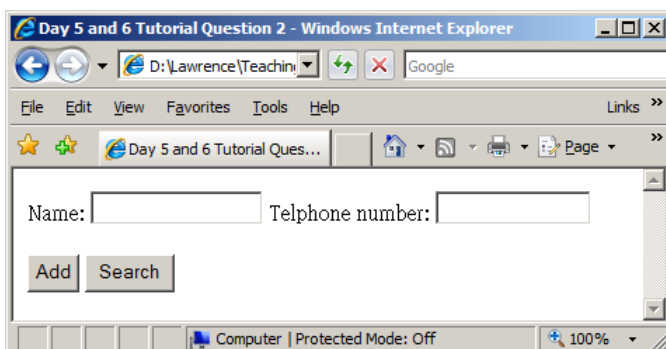 Day 5 and 6 Tutorial Question 2 - Windows Internet Explorer
D:\Lawrence\Teaching Google
File Edit View Favorites Tools Help Links »
Day 5 and 6 Tutorial Ques... Page »
Name: Telphone number:
Add Search
Computer | Protected Mode: Off 100%